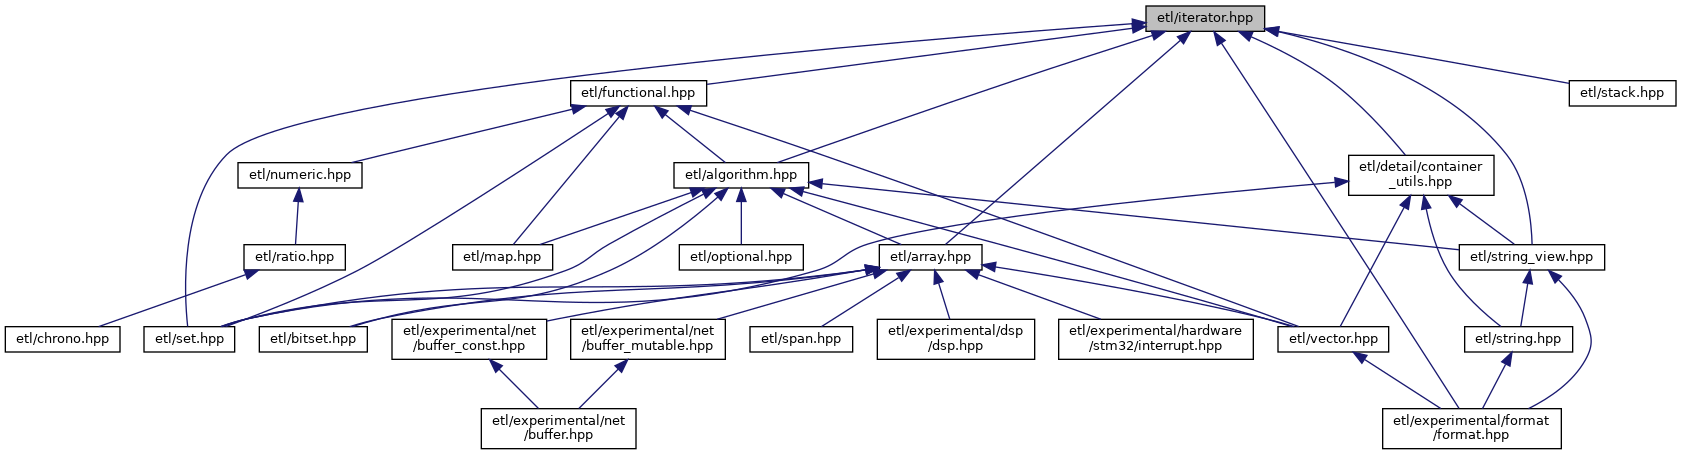 etl/iterator.hpp
etl/functional.hpp
etl/stack.hpp
etl/numeric.hpp
etl/algorithm.hpp
etl/detail/container
_utils.hpp
etl/ratio.hpp
etl/map.hpp
etl/optional.hpp
etl/array.hpp
etl/string_view.hpp
etl/chrono.hpp
etl/set.hpp
etl/bitset.hpp
etl/experimental/net
/buffer_const.hpp
etl/experimental/net
/buffer_mutable.hpp
etl/span.hpp
etl/experimental/dsp
/dsp.hpp
etl/experimental/hardware
/stm32/interrupt.hpp
etl/vector.hpp
etl/string.hpp
etl/experimental/net
/buffer.hpp
etl/experimental/format
/format.hpp